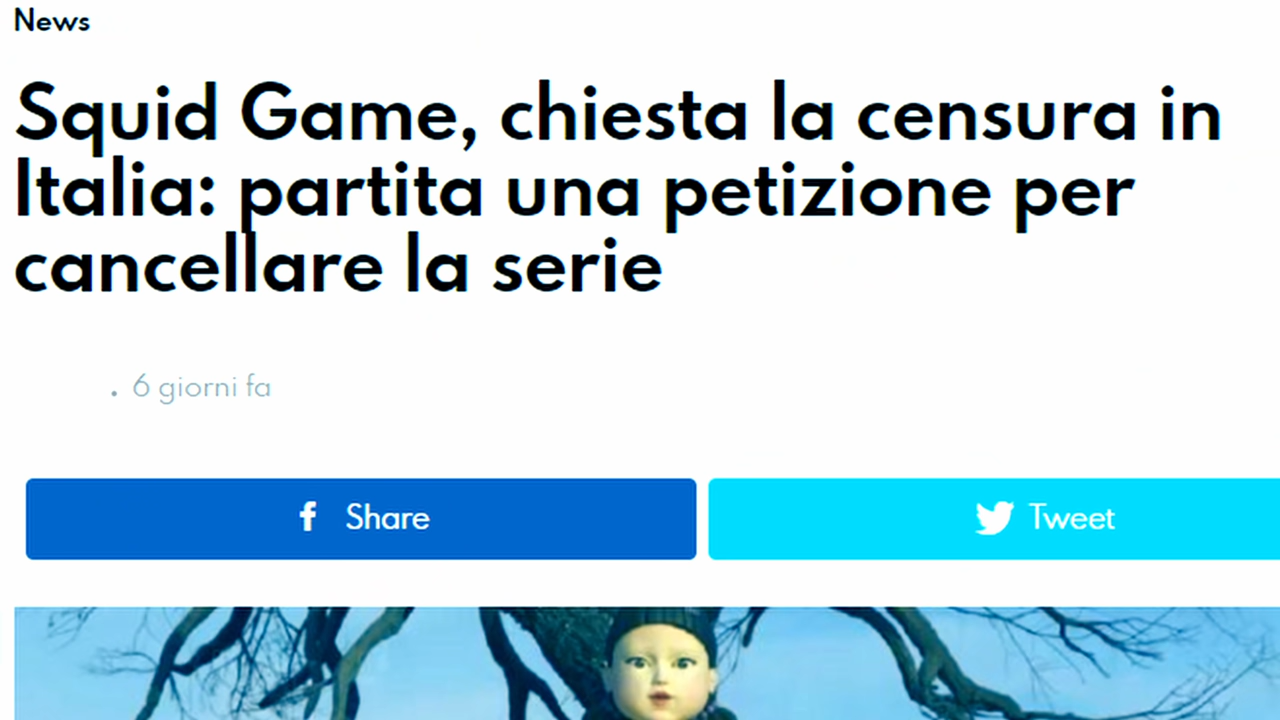 News
Squid Game, chiesta la censura in
Italia: partita una petizione per
cancellare la serie
. 6 giorni fa
Share
Tweet